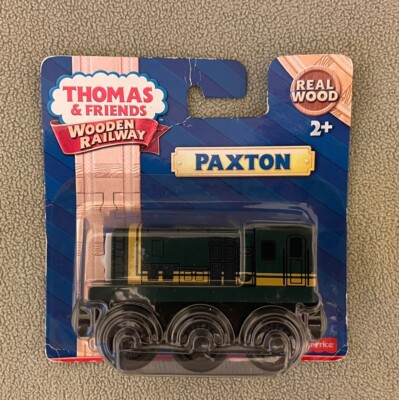 THOMAS
& FRIENDS
WOODEN
RAILWAY
REAL
WOOD
2+
PAXTON